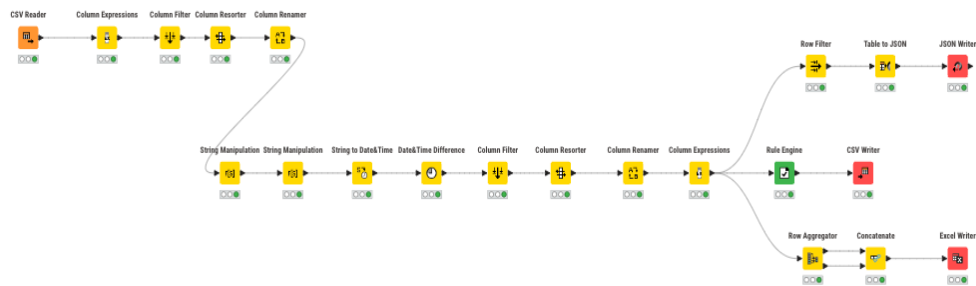 CSV Reader
Column Expressions
Column Filter
Column Resorter
Column Renamer
Row Filter
Table to JSON
JSON Writer
String Manipulation
String Manipulation
String to Date&Time
Date&Time Difference
Column Filter
Column Resorter
Column Renamer
Column Expressions
Rule Engine
CSV Writer
Row Aggregator
Concatenate
Excel Writer